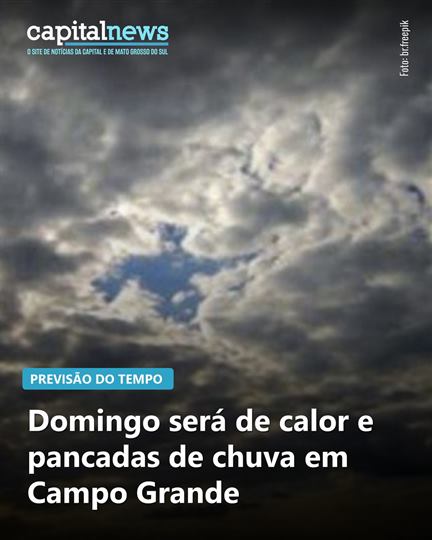 capitalnews
O SITE DE NOTÍCIAS DA CAPITAL E DE MATO GROSSO DO SUL
Foto: br.freepik
PREVISÃO DO TEMPO
Domingo será de calor e
pancadas de chuva em
Campo Grande